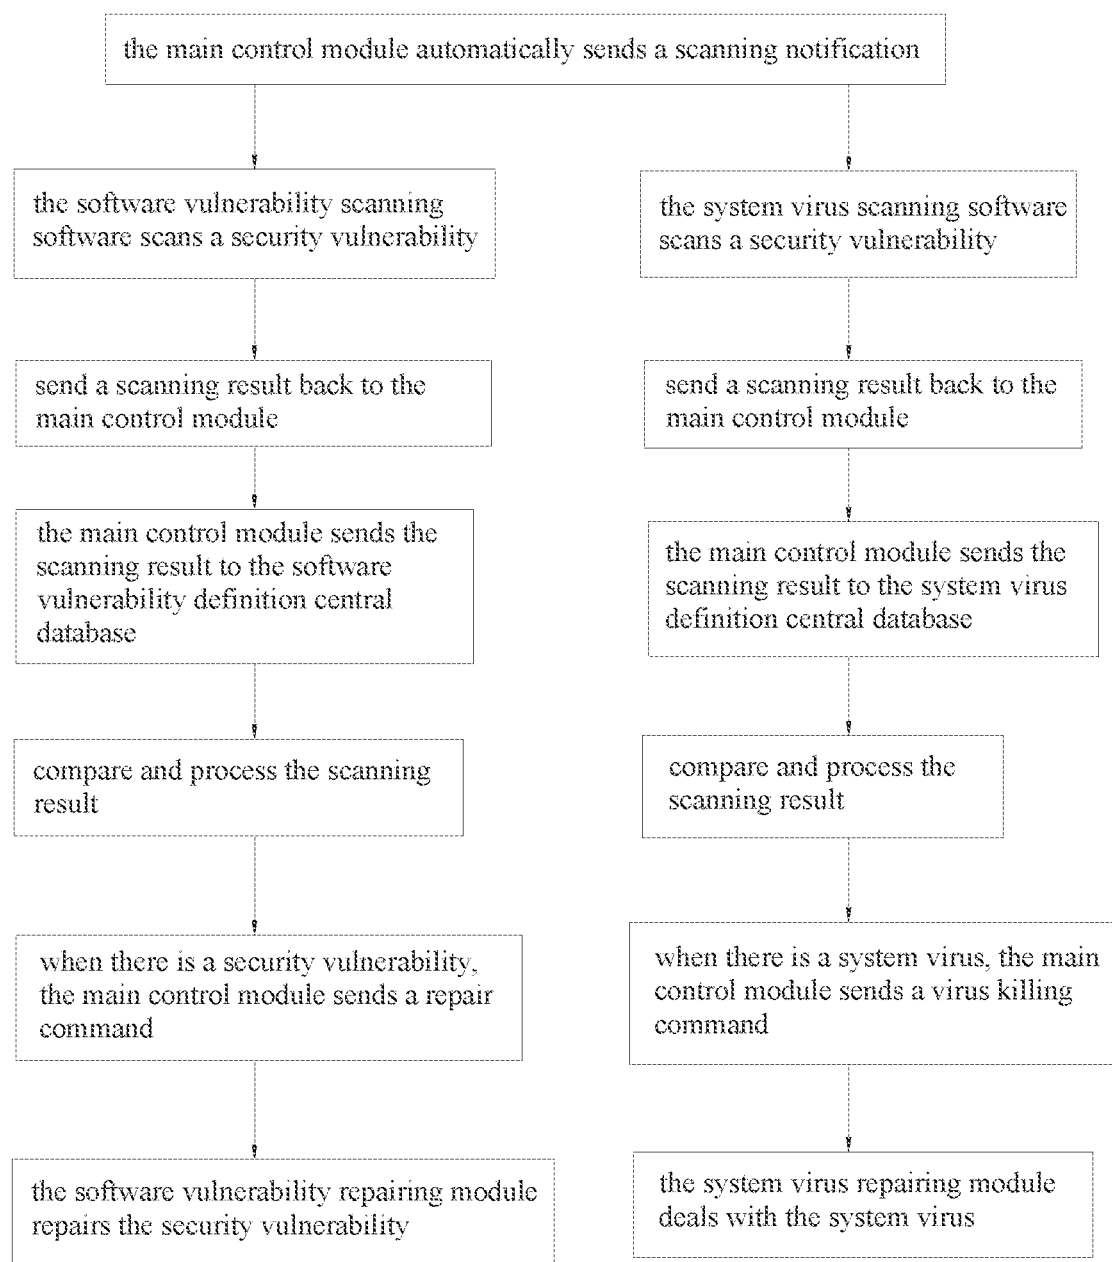 the main control module automatically sends a scanning notification
the software vulnerability scanning
software scans a security vulnerability
send a scanning result back to the
main control module
the main control module sends the
scanning result to the software
vulnerability definition central
database
compare and process the scanning
result
when there is a security vulnerability,
the main control module sends a repair
command
the software vulnerability repairing module
repairs the security vulnerability
the system virus scanning software
scans a security vulnerability
send a scanning result back to the
main control module
the main control module sends the
scanning result to the system virus
definition central database
compare and process the
scanning result
when there is a system virus, the main
control module sends a virus killing
command
the system virus repairing module
deals with the system virus